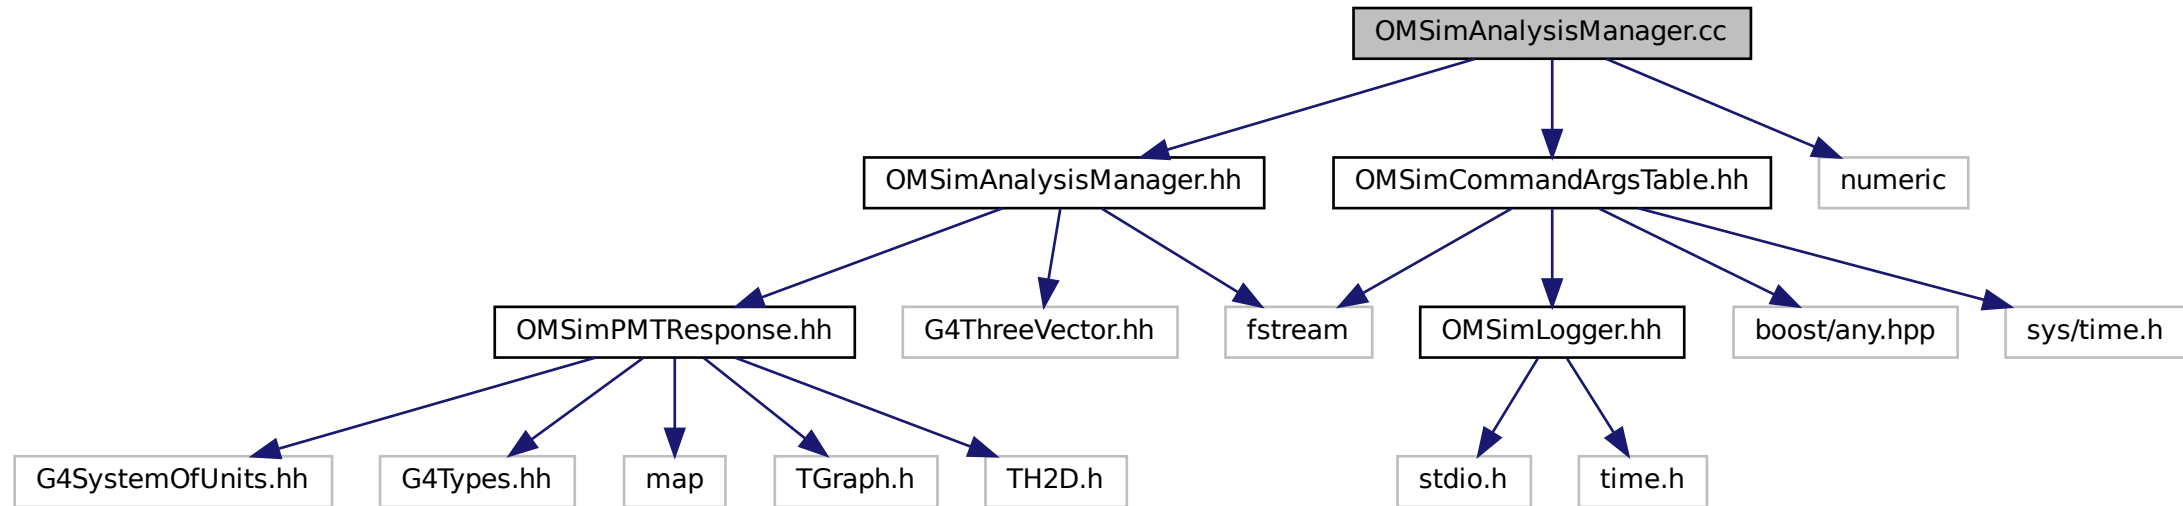 OMSimAnalysisManager.cc
OMSimAnalysisManager.hh
OMSimCommandArgsTable.hh
numeric
OMSimPMTResponse.hh
G4ThreeVector.hh
fstream
OMSimLogger.hh
boost/any.hpp
sys/time.h
G4SystemOfUnits.hh
G4Types.hh
map
TGraph.h
TH2D.h
stdio.h
time.h